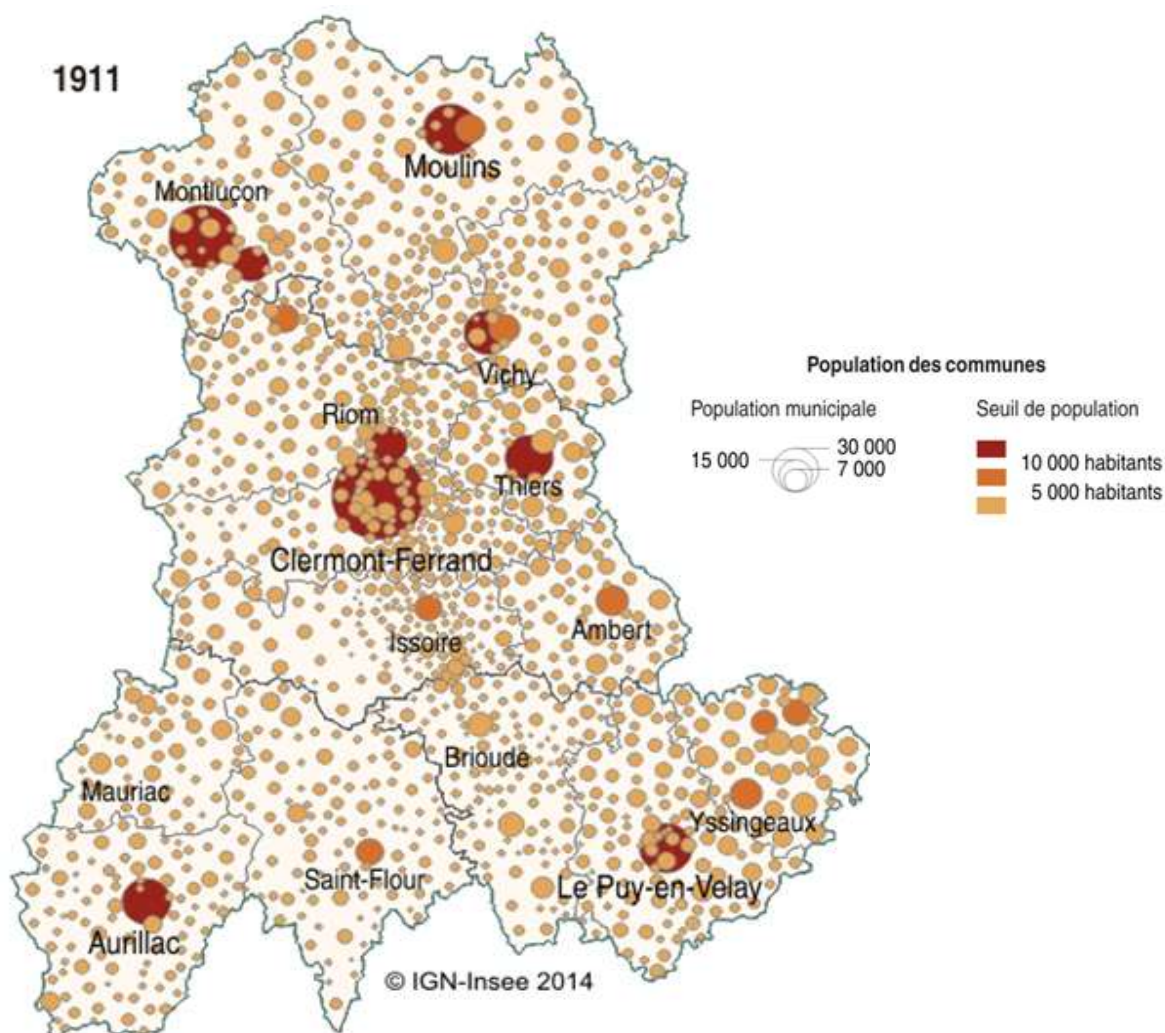 1911
Moulins
Montluçon
Vichy
Riom
Thiers
Clermont-Ferrand
Issoire
Ambert
Brioude
Mauriac
Yssingeaux
Saint-Flour
Le Puy-en-Velay
Aurillac
© IGN-Insee 2014
Population des communes
Population municipale
15 000
30 000
7 000
Seuil de population
10 000 habitants
5 000 habitants